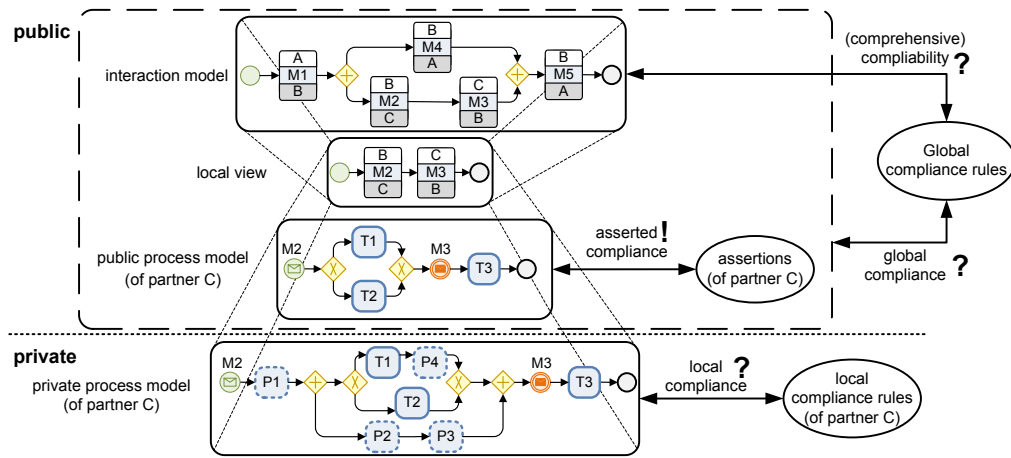 public
interaction model
A
M1
B
B
M4
A
B
M2
C
C
M3
B
B
M5
A
(comprehensive)
compliability ?
Global
compliance rules
local view
B
M2
C
C
M3
B
public process model
(of partner C)
M2
T1
T2
M3
T3
asserted !
compliance
assertions
(of partner C)
global
compliance ?
private
private process model
(of partner C)
M2
P1
T1
P4
T2
P2
P3
M3
T3
local ?
compliance
local
compliance rules
(of partner C)